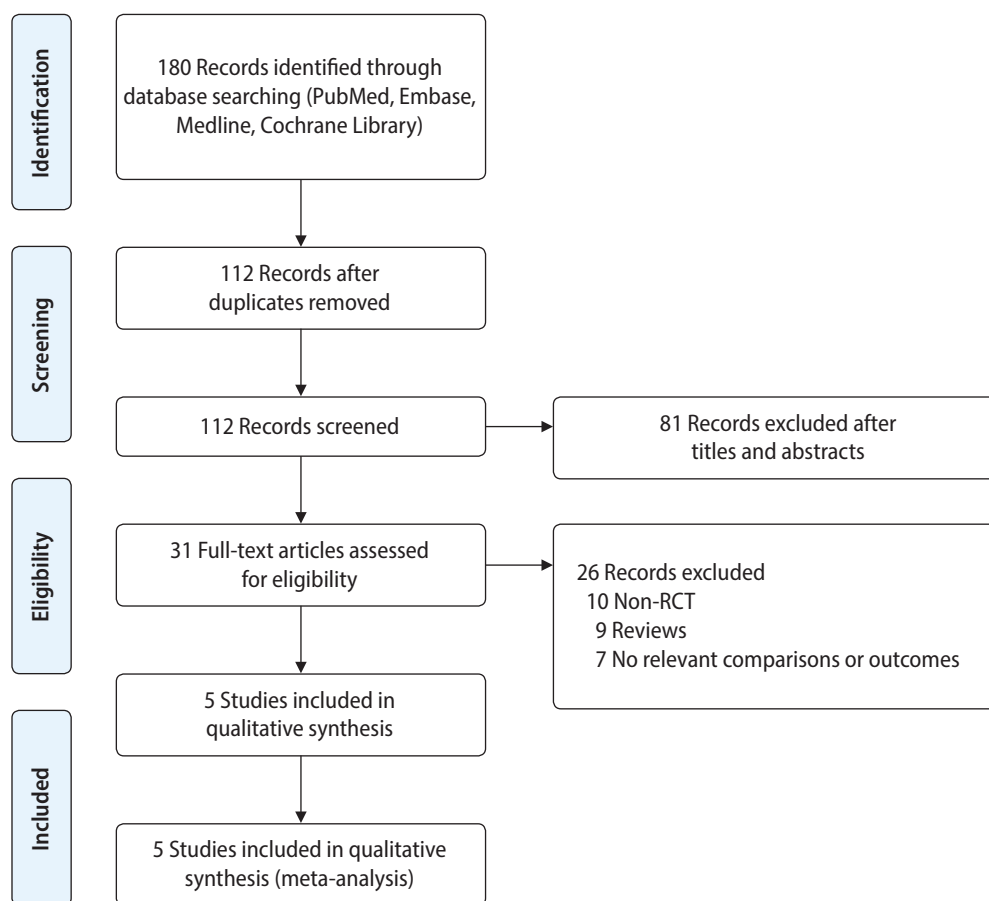 Identification
180 Records identified through
database searching (PubMed, Embase,
Medline, Cochrane Library)
Screening
112 Records after
duplicates removed
112 Records screened
81 Records excluded after
titles and abstracts
Eligibility
31 Full-text articles assessed
for eligibility
26 Records excluded
10 Non-RCT
9 Reviews
7 No relevant comparisons or outcomes
Included
5 Studies included in
qualitative synthesis
5 Studies included in qualitative
synthesis (meta-analysis)